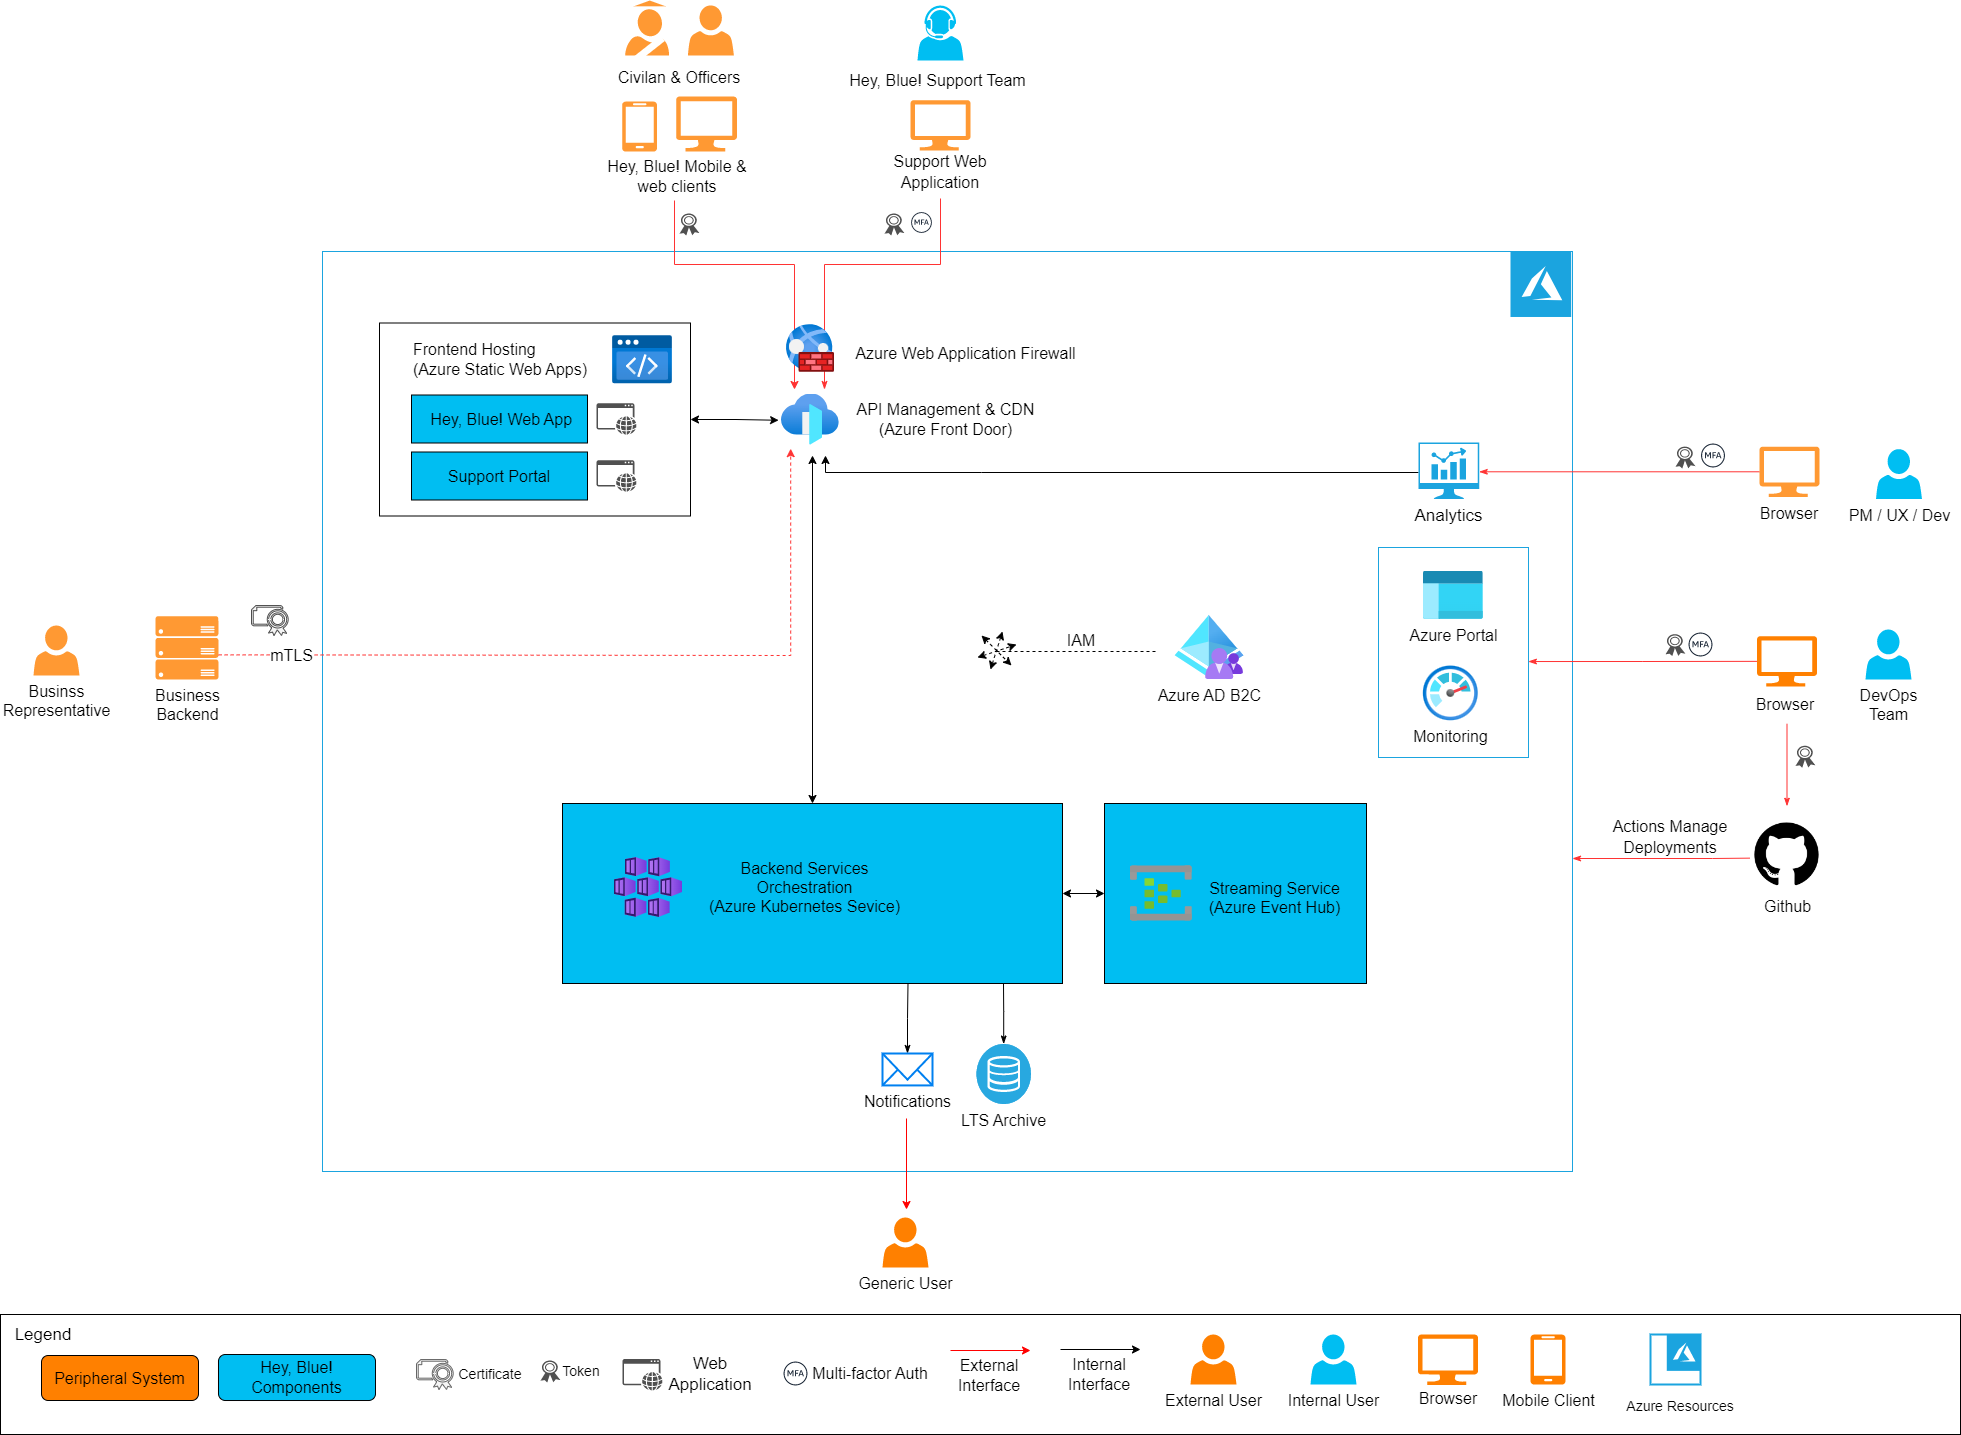 Civilan & Officers
Hey, Blue! Support Team
Hey, Blue! Mobile &
web clients
Support Web
Application
MFA
Frontend Hosting
(Azure Static Web Apps)
Azure Web Application Firewall
Hey, Blue! Web App
API Management & CDN
(Azure Front Door)
Support Portal
MFA
Analytics
Browser
PM / UX / Dev
mTLS
IAM
Azure Portal
MFA
Businss
Representative
Business
Backend
Azure AD B2C
Browser
DevOps
Team
Monitoring
Actions Manage
Deployments
Github
Backend Services
Orchestration
(Azure Kubernetes Sevice)
Streaming Service
(Azure Event Hub)
Notifications
LTS Archive
Generic User
Legend
Peripheral System
Hey, Blue!
Components
Certificate
Token
Web
Application
MFA
Multi-factor Auth
External
Interface
Internal
Interface
External User
Internal User
Browser
Mobile Client
Azure Resources